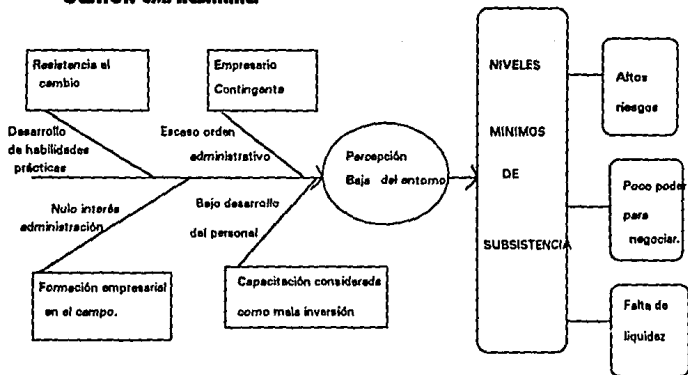 Resistencia al
cambio
Empresario
Contingente
Desarrollo
de habilidades
prácticas
Escaso orden
administrativo
Percepción
Baja del entorno
Nulo interés
administración
Bajo desarrollo
del personal
Formación empresarial
en el campo.
Capacitación considerada
como mala inversión
NIVELES
MINIMOS
DE
SUBSISTENCIA
Altos
riesgos
Poco poder
para
negociar.
Falta de
liquidez